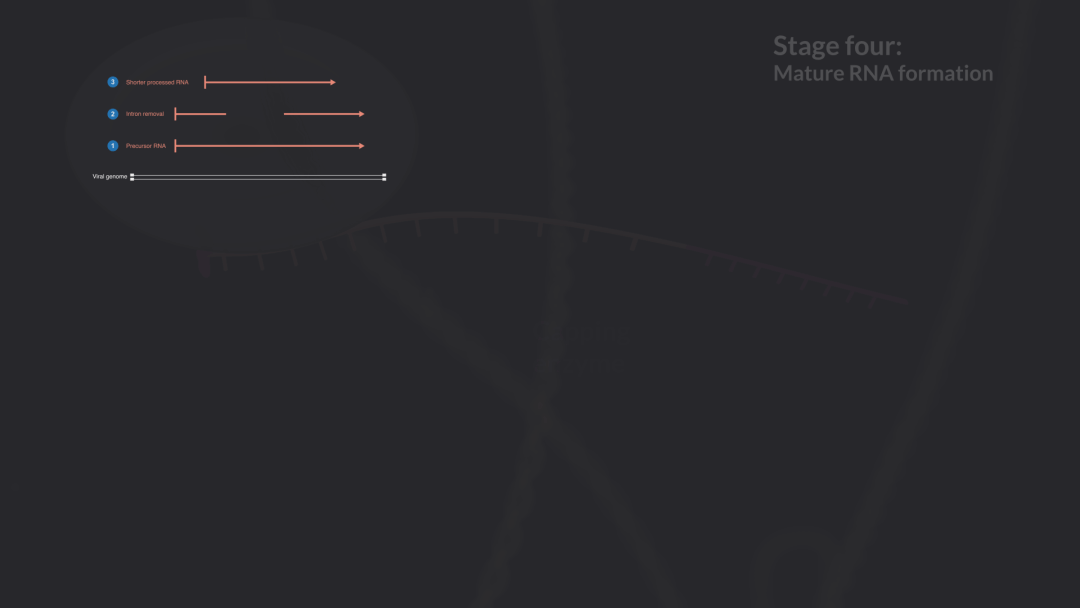 Stage four:
Mature RNA formation
3 Shorter processed RNA
2 Intron removal
1 Precursor RNA
Viral genome